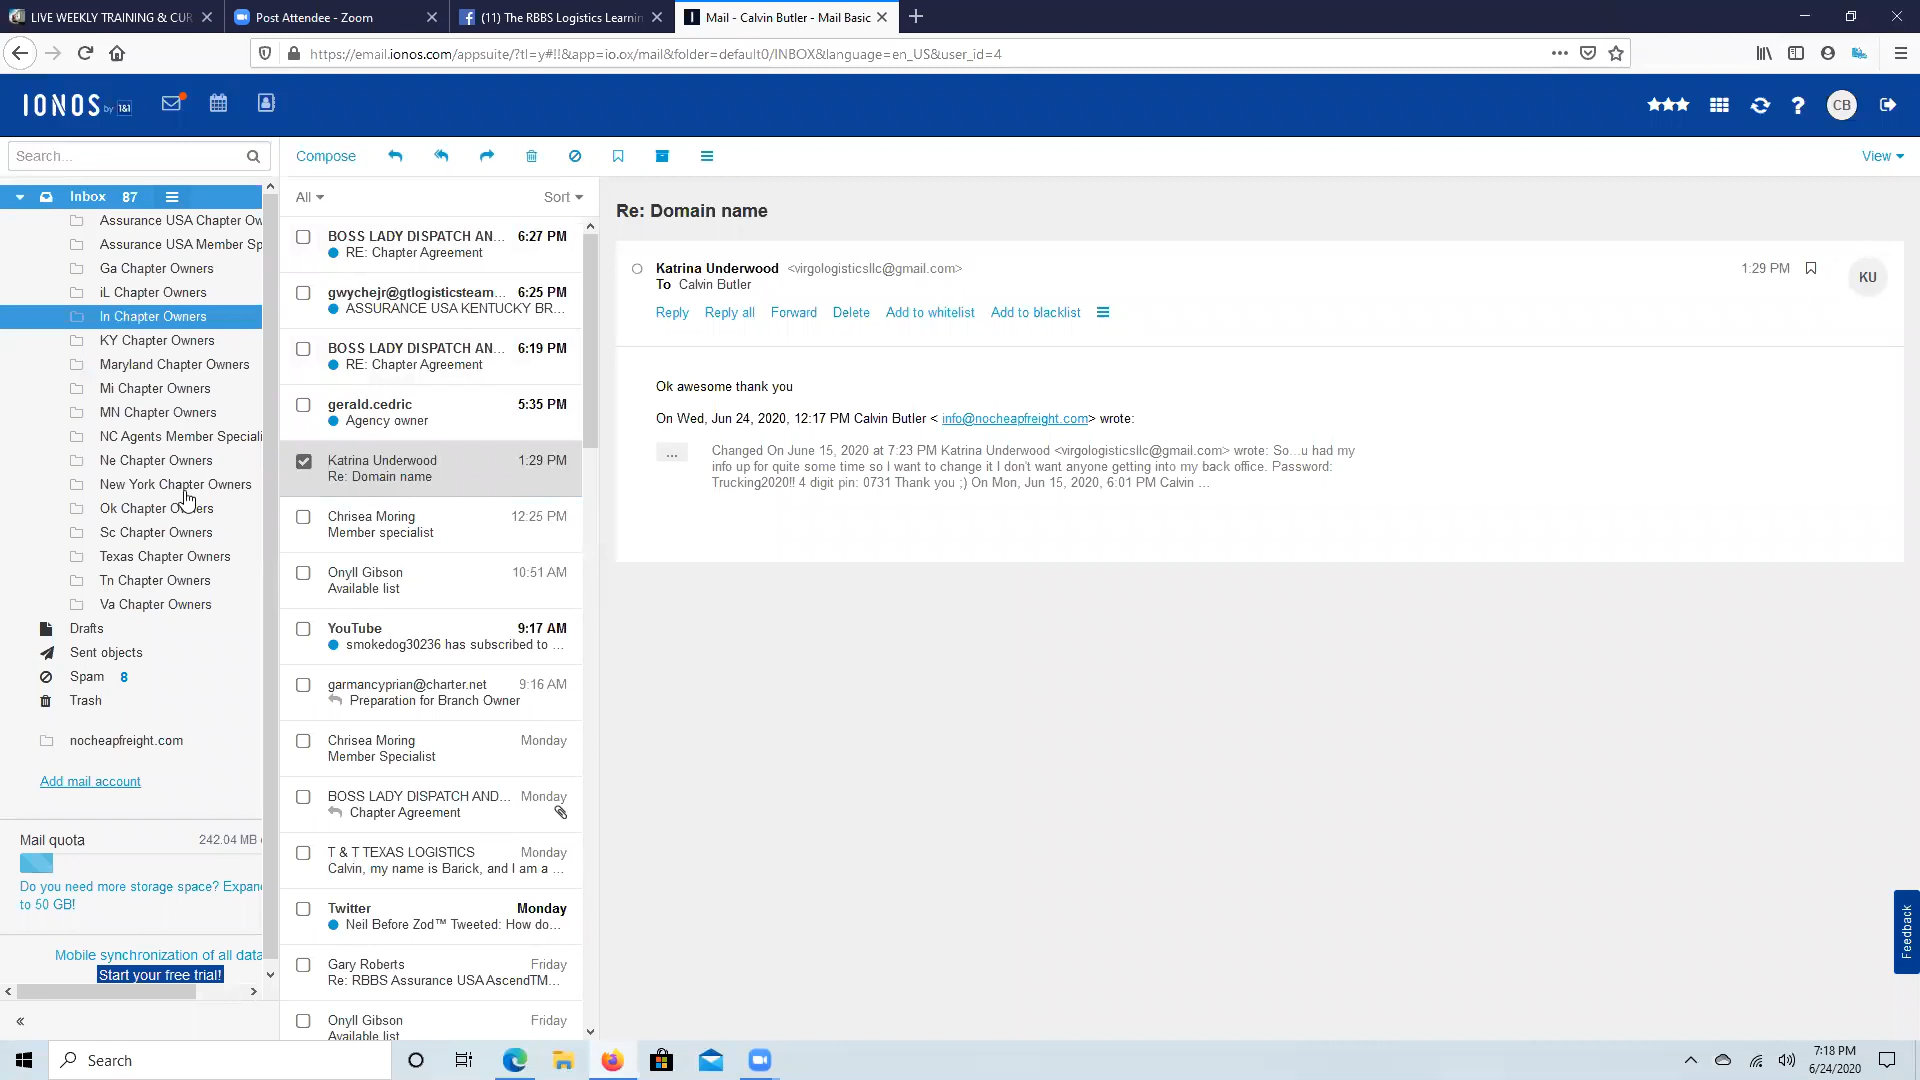 LIVE WEEKLY TRAINING & CUR
Post Attendee - Zoom
(11) The RBBS Logistics Learnin
Mail - Calvin Butler - Mail Basic
https://email.ionos.com/appsuite/?tl=y#!!&app=io.ox/mail&folder=default0/INBOX&language=en_US&user_id=4
IONOS by 1&1
CB
Search...
Compose
View
Inbox 87
Assurance USA Chapter Ow
Assurance USA Member Sp
Ga Chapter Owners
iL Chapter Owners
In Chapter Owners
KY Chapter Owners
Maryland Chapter Owners
Mi Chapter Owners
MN Chapter Owners
NC Agents Member Speciali
Ne Chapter Owners
New York Chapter Owners
Ok Chapter Owners
Sc Chapter Owners
Texas Chapter Owners
Tn Chapter Owners
Va Chapter Owners
Drafts
Sent objects
Spam 8
Trash
nocheapfreight.com
Add mail account
Mail quota 242.04 MB
Do you need more storage space? Expan
to 50 GB!
Mobile synchronization of all data
Start your free trial!
All Sort
BOSS LADY DISPATCH AN... 6:27 PM
RE: Chapter Agreement
gwychejr@gtlogisticsteam... 6:25 PM
ASSURANCE USA KENTUCKY BR...
BOSS LADY DISPATCH AN... 6:19 PM
RE: Chapter Agreement
gerald.cedric 5:35 PM
Agency owner
Katrina Underwood 1:29 PM
Re: Domain name
Chrisea Moring 12:25 PM
Member specialist
Onyll Gibson 10:51 AM
Available list
YouTube 9:17 AM
smokedog30236 has subscribed to ...
garmancyprian@charter.net 9:16 AM
Preparation for Branch Owner
Chrisea Moring Monday
Member Specialist
BOSS LADY DISPATCH AND... Monday
Chapter Agreement
T & T TEXAS LOGISTICS Monday
Calvin, my name is Barick, and I am a ...
Twitter Monday
Neil Before Zod™ Tweeted: How do...
Gary Roberts Friday
Re: RBBS Assurance USA AscendTM...
Onyll Gibson Friday
Available list
Re: Domain name
Katrina Underwood <virgologisticsllc@gmail.com> 1:29 PM
KU
To Calvin Butler
Reply Reply all Forward Delete Add to whitelist Add to blacklist
Ok awesome thank you
On Wed, Jun 24, 2020, 12:17 PM Calvin Butler < info@nocheapfreight.com> wrote:
... Changed On June 15, 2020 at 7:23 PM Katrina Underwood <virgologisticsllc@gmail.com> wrote: So...u had my
info up for quite some time so I want to change it I don't want anyone getting into my back office. Password:
Trucking2020!! 4 digit pin: 0731 Thank you ;) On Mon, Jun 15, 2020, 6:01 PM Calvin ...
Feedback
Search
7:18 PM
6/24/2020